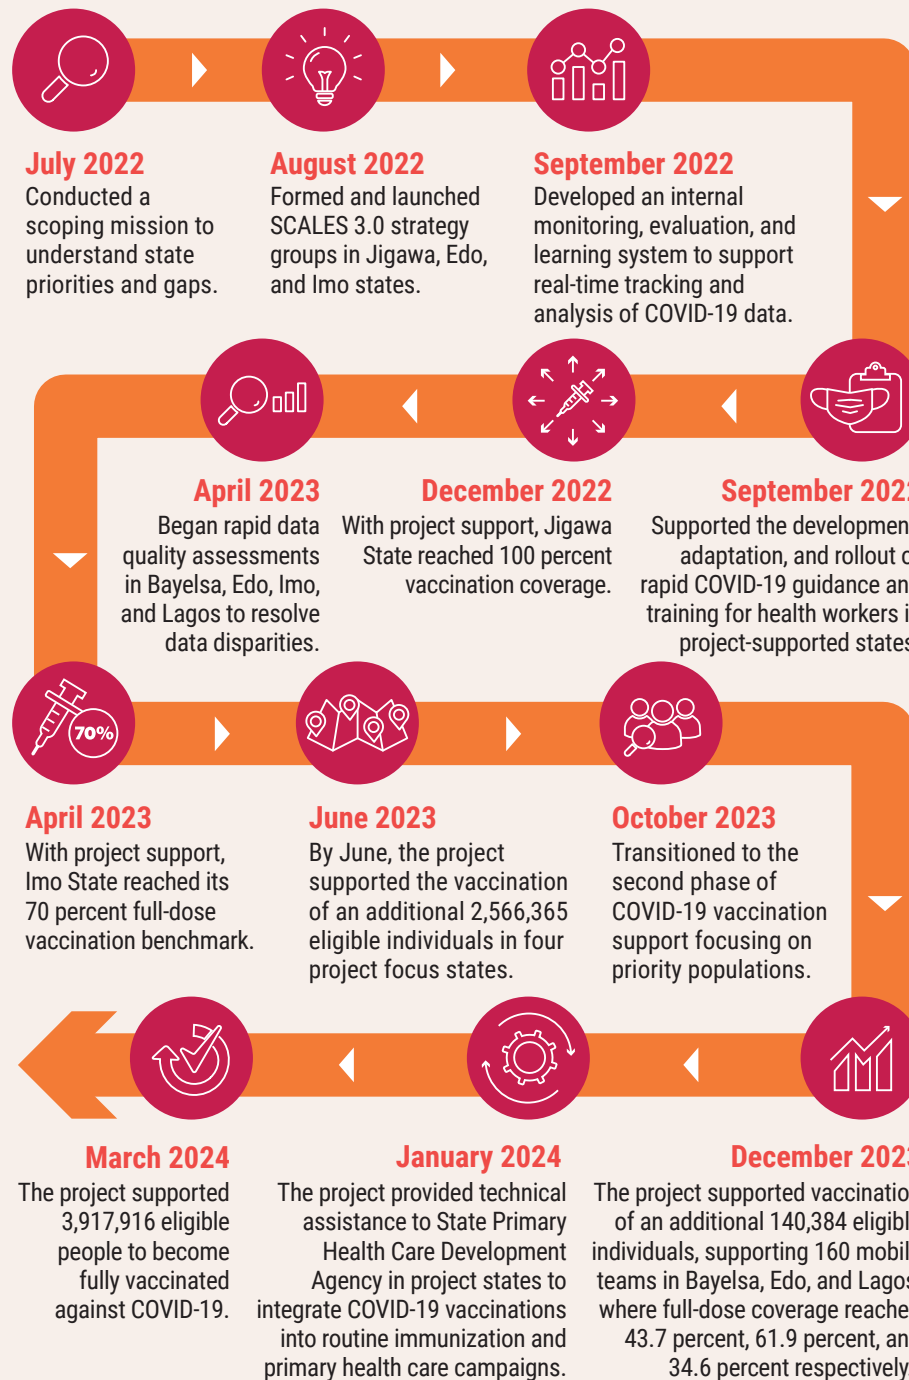 July 2022
Conducted a
scoping mission to
understand state
priorities and gaps.
August 2022
Formed and launched
SCALES 3.0 strategy
groups in Jigawa, Edo,
and Imo states.
September 2022
Developed an internal
monitoring, evaluation, and
learning system to support
real-time tracking and
analysis of COVID-19 data.
September 202
Supported the developmen
adaptation, and rollout o
rapid COVID-19 guidance an
training for health workers i
project-supported states
December 2022
With project support, Jigawa
State reached 100 percent
vaccination coverage.
April 2023
Began rapid data
quality assessments
in Bayelsa, Edo, Imo,
and Lagos to resolve
data disparities.
70%
April 2023
With project support,
Imo State reached its
70 percent full-dose
vaccination benchmark.
June 2023
By June, the project
supported the vaccination
of an additional 2,566,365
eligible individuals in four
project focus states.
October 2023
Transitioned to the
second phase of
COVID-19 vaccination
support focusing on
priority populations.
December 202
The project supported vaccinatio
of an additional 140,384 eligibl
individuals, supporting 160 mobil
teams in Bayelsa, Edo, and Lagos
where full-dose coverage reache
43.7 percent, 61.9 percent, an
34.6 percent respectively.
January 2024
The project provided technical
assistance to State Primary
Health Care Development
Agency in project states to
integrate COVID-19 vaccinations
into routine immunization and
primary health care campaigns.
March 2024
The project supported
3,917,916 eligible
people to become
fully vaccinated
against COVID-19.